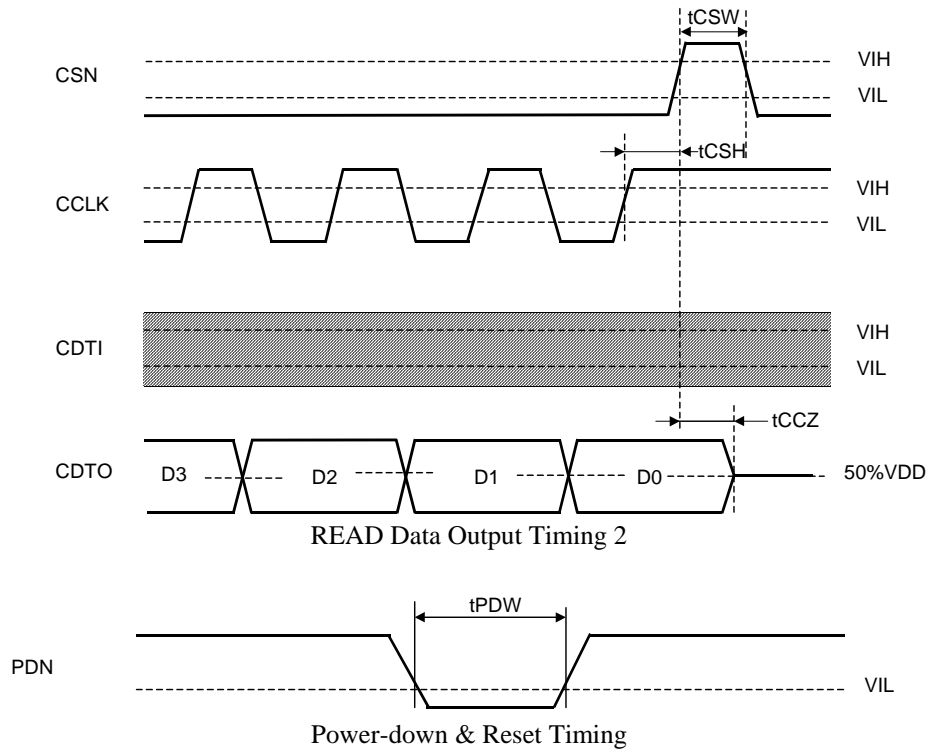 tCSW
CSN
VIH
VIL
tCSH
CCLK
VIH
VIL
CDTI
VIH
VIL
tCCZ
CDTO
D3
D2
D1
D0
50%VDD
READ Data Output Timing 2
tPDW
PDN
VIL
Power-down & Reset Timing